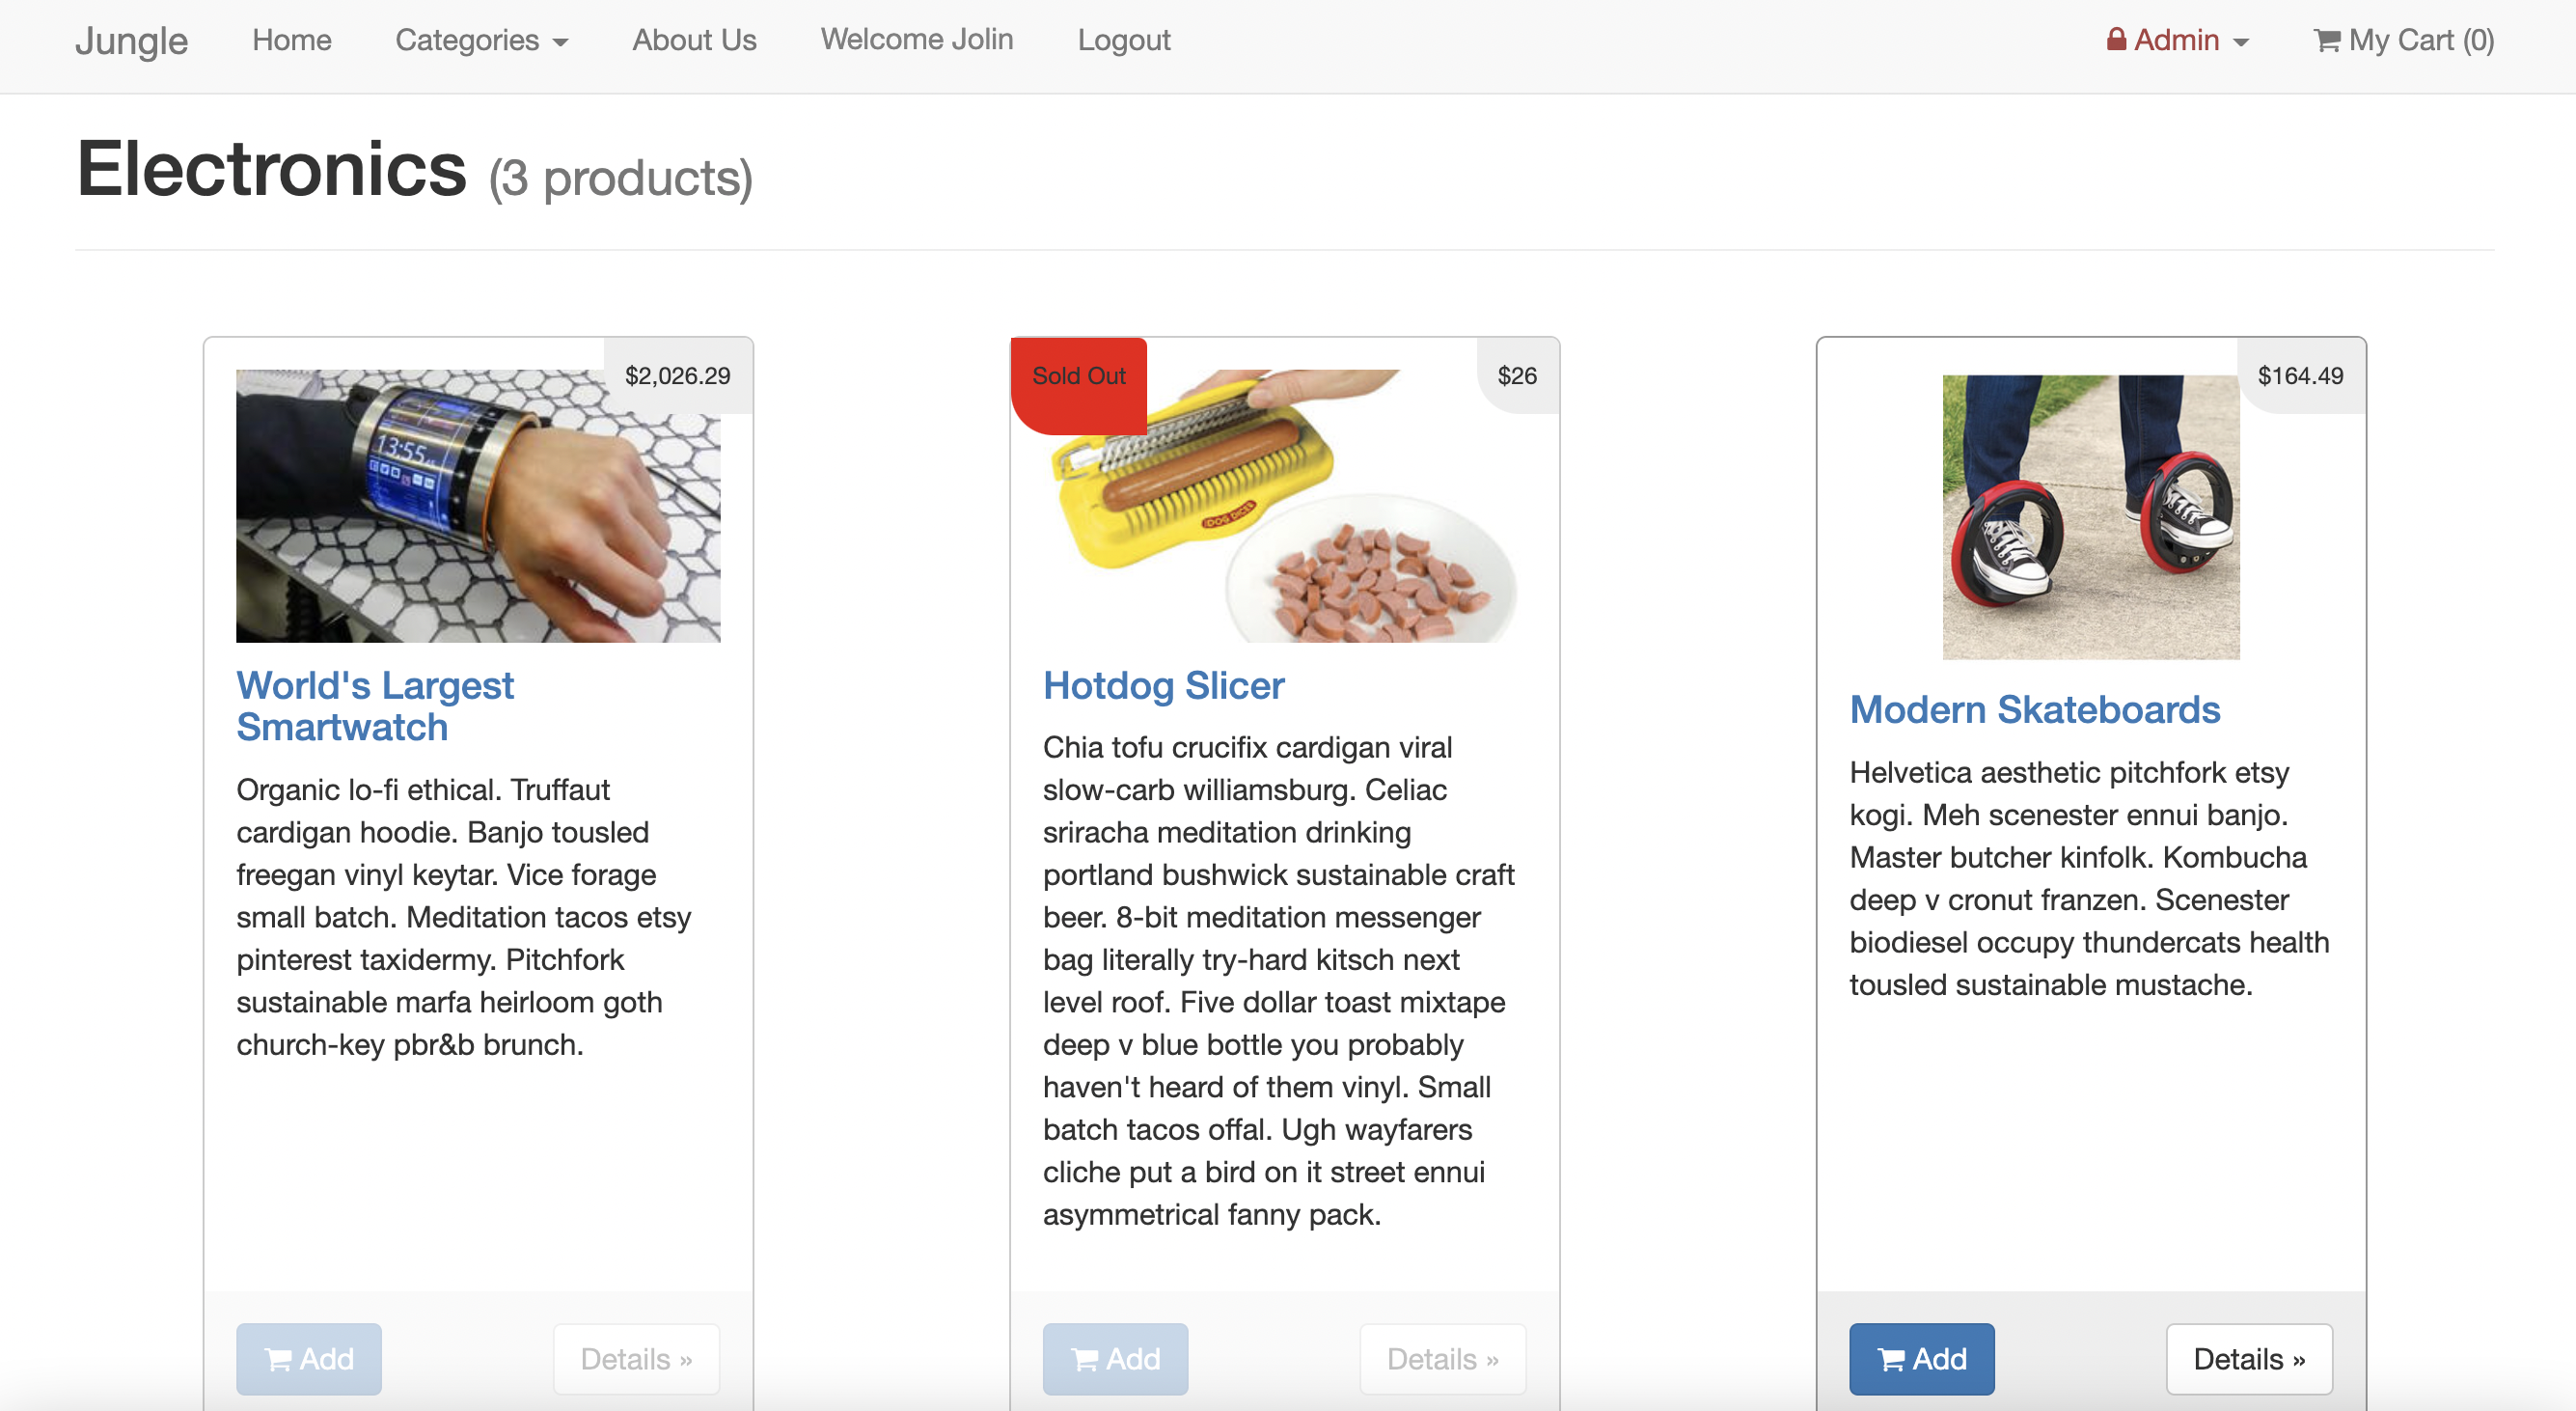 Jungle Home Categories About Us Welcome Jolin Logout Admin My Cart (0)
Electronics (3 products)
$2,026.29
13:55
World's Largest
Smartwatch
Organic lo-fi ethical. Truffaut
cardigan hoodie. Banjo tousled
freegan vinyl keytar. Vice forage
small batch. Meditation tacos etsy
pinterest taxidermy. Pitchfork
sustainable marfa heirloom goth
church-key pbr&b brunch.
Add Details »
Sold Out
$26
DOG DICER
Hotdog Slicer
Chia tofu crucifix cardigan viral
slow-carb williamsburg. Celiac
sriracha meditation drinking
portland bushwick sustainable craft
beer. 8-bit meditation messenger
bag literally try-hard kitsch next
level roof. Five dollar toast mixtape
deep v blue bottle you probably
haven't heard of them vinyl. Small
batch tacos offal. Ugh wayfarers
cliche put a bird on it street ennui
asymmetrical fanny pack.
Add Details »
$164.49
Modern Skateboards
Helvetica aesthetic pitchfork etsy
kogi. Meh scenester ennui banjo.
Master butcher kinfolk. Kombucha
deep v cronut franzen. Scenester
biodiesel occupy thundercats health
tousled sustainable mustache.
Add Details »